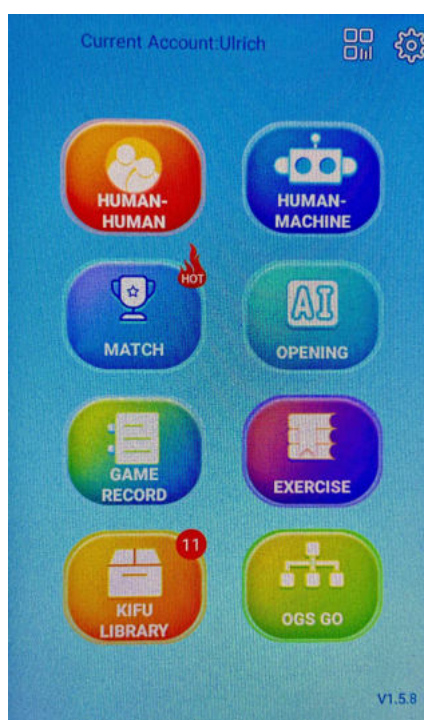 Current Account:Ulrich
HUMAN-
HUMAN
HUMAN-
MACHINE
HOT
MATCH
AI
OPENING
GAME
RECORD
EXERCISE
11
KIFU
LIBRARY
OGS GO
V1.5.8